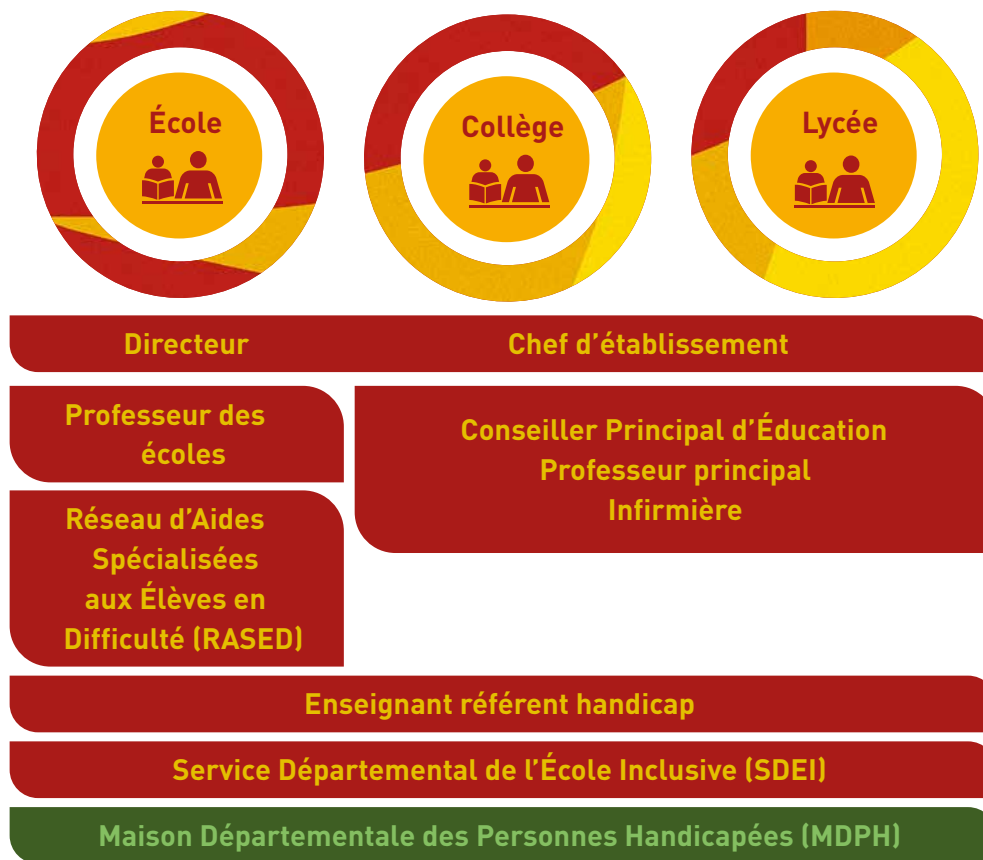 École
Collège
Lycée
Directeur
Chef d’établissement
Professeur des
écoles
Conseiller Principal d’Éducation
Professeur principal
Infirmière
Réseau d’Aides
Spécialisées
aux Élèves en
Difficulté (RASED)
Enseignant référent handicap
Service Départemental de l’École Inclusive (SDEI)
Maison Départementale des Personnes Handicapées (MDPH)